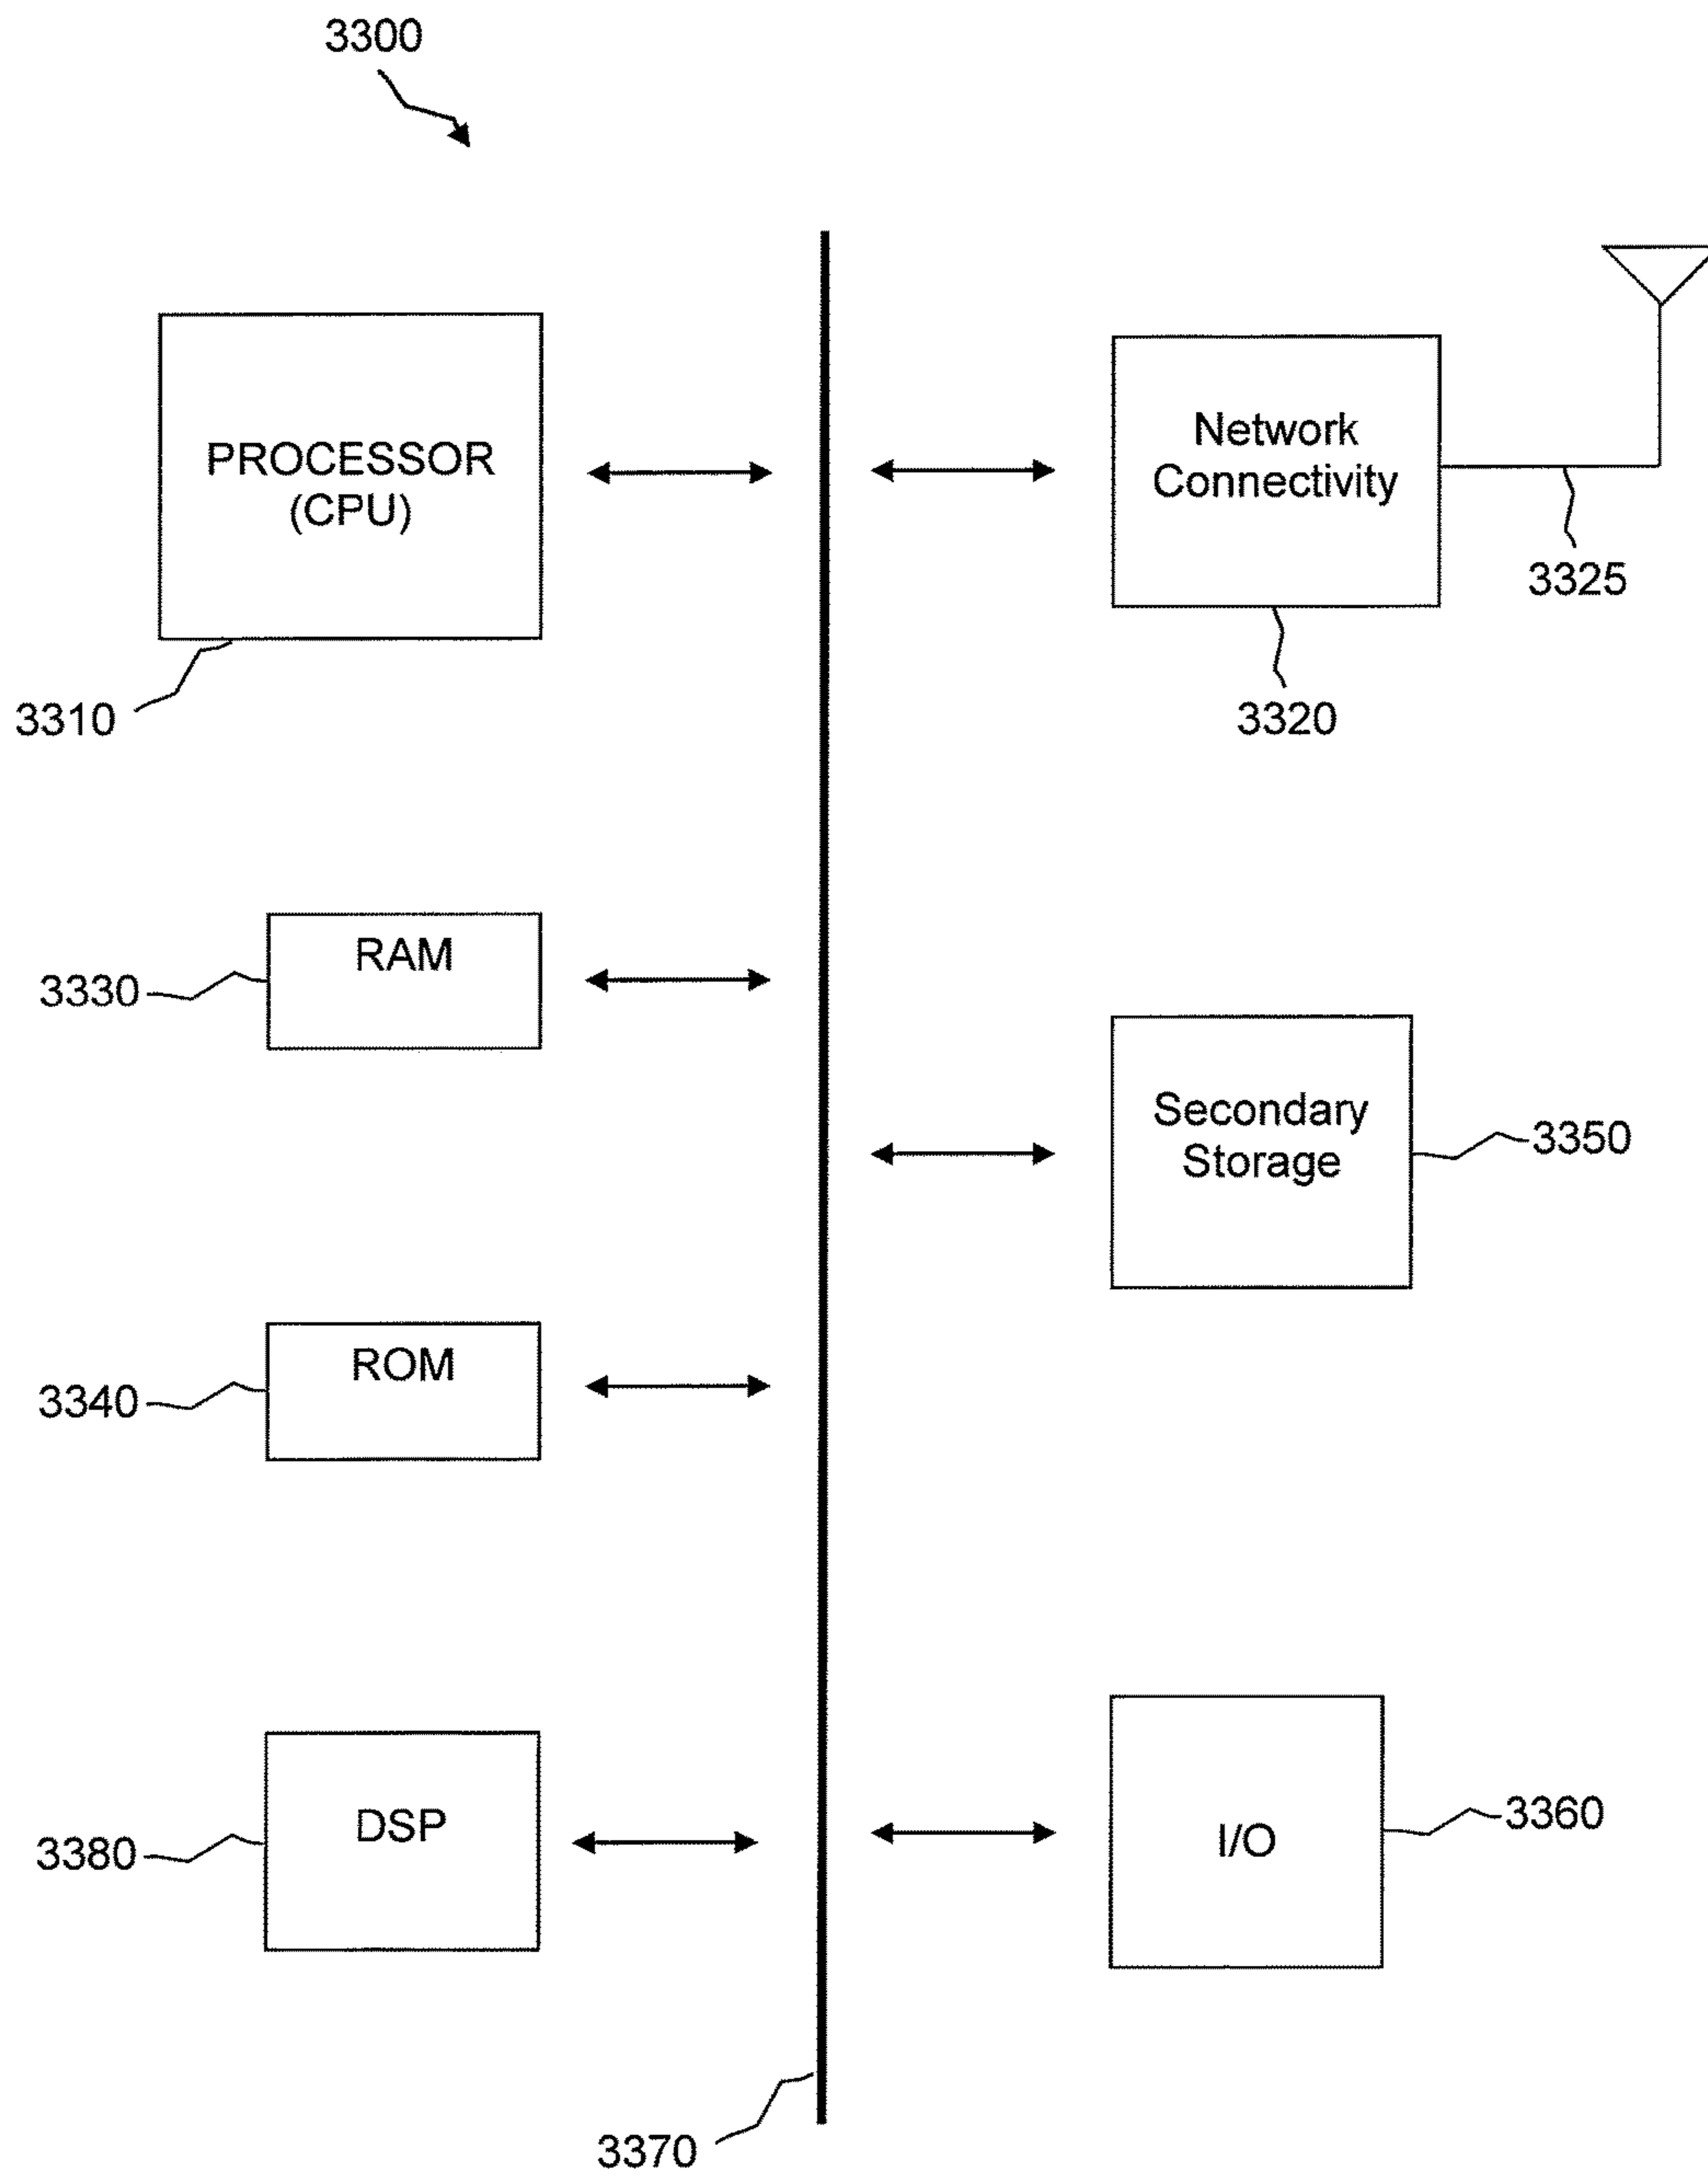 3300
PROCESSOR
(CPU)
3310
Network
Connectivity
3325
3320
RAM
3330
Secondary
Storage
3350
ROM
3340
DSP
3380
I/O
3360
3370